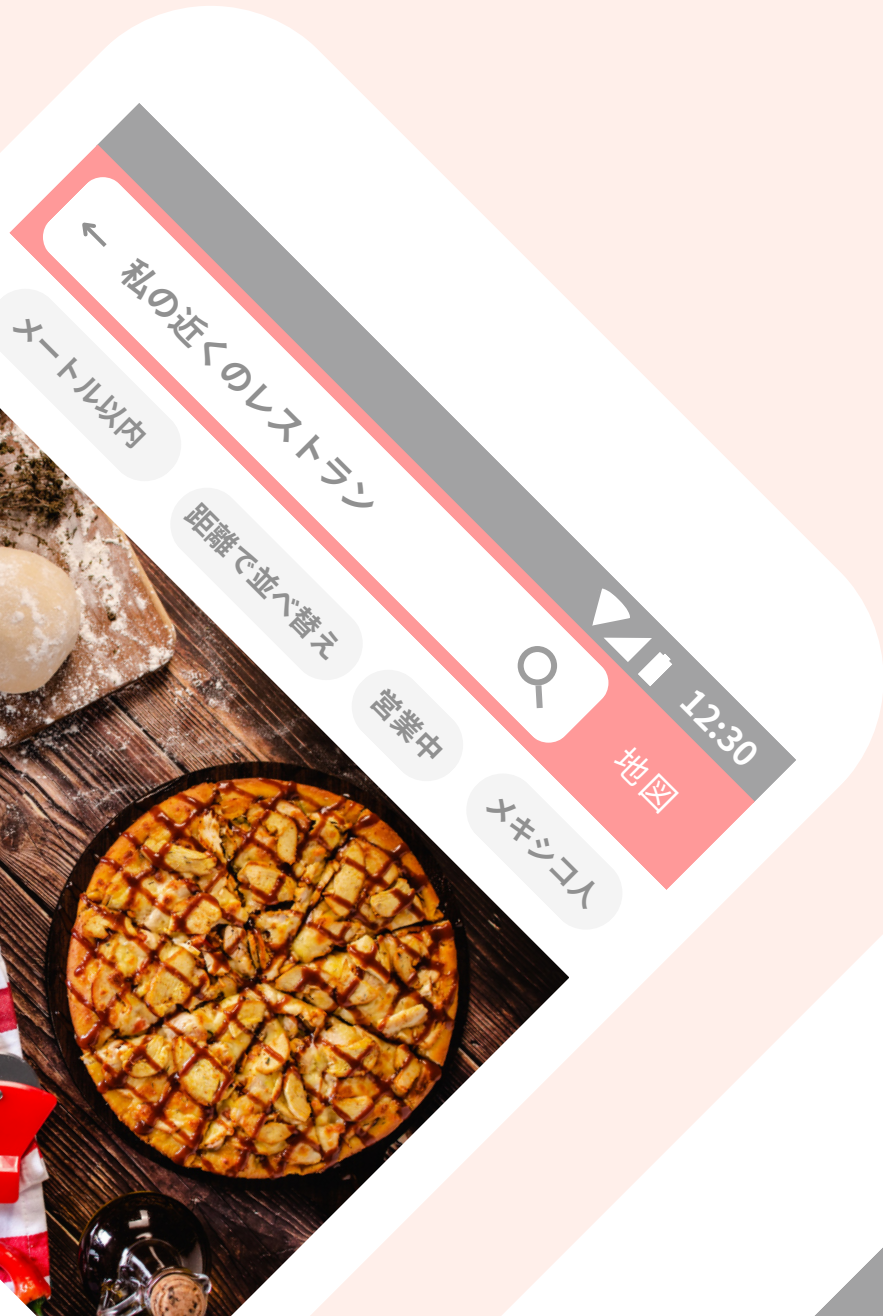 12:30
← 私の近くのレストラン
地図
メートル以内
距離で並べ替え
営業中
メキシコ人